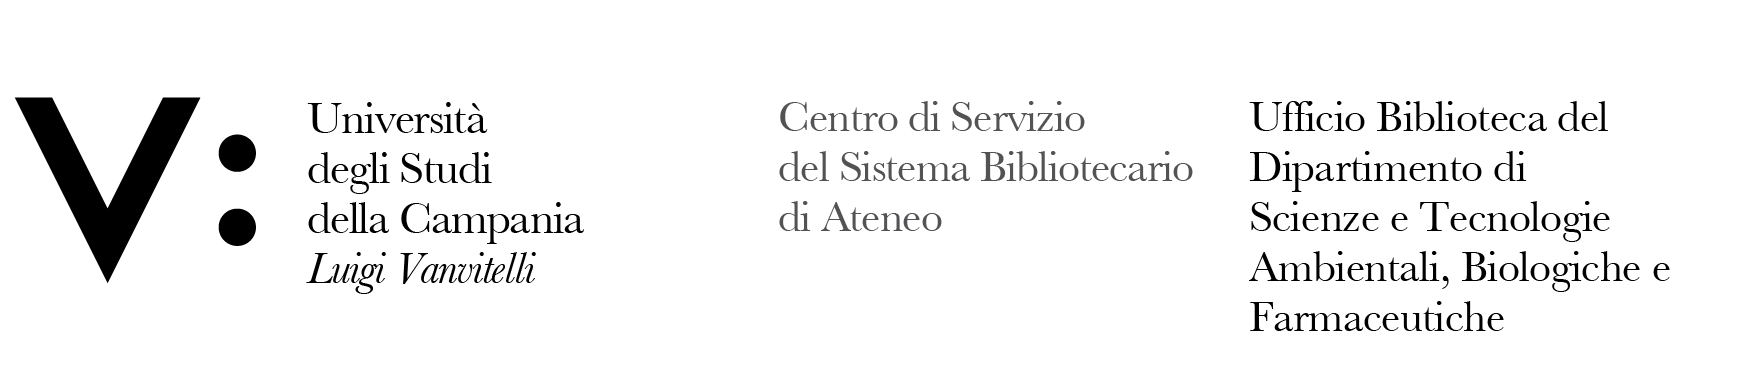 V:
Università
degli Studi
della Campania
Luigi Vanvitelli
Centro di Servizio
del Sistema Bibliotecario
di Ateneo
Ufficio Biblioteca del
Dipartimento di
Scienze e Tecnologie
Ambientali, Biologiche e
Farmaceutiche